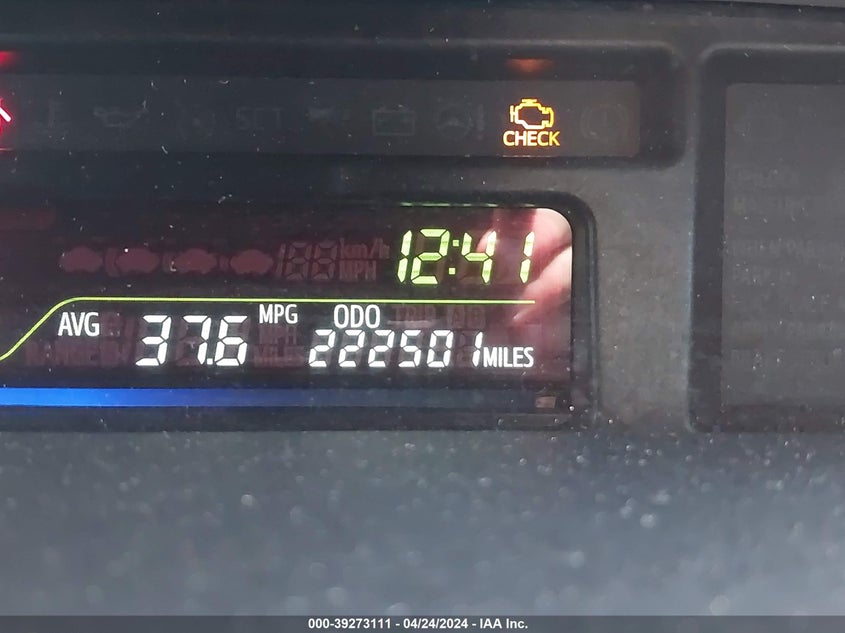 CHECK
12:41
AVG 37.6 MPG ODO 222501 MILES
000-39273111 - 04/24/2024 - IAA Inc.